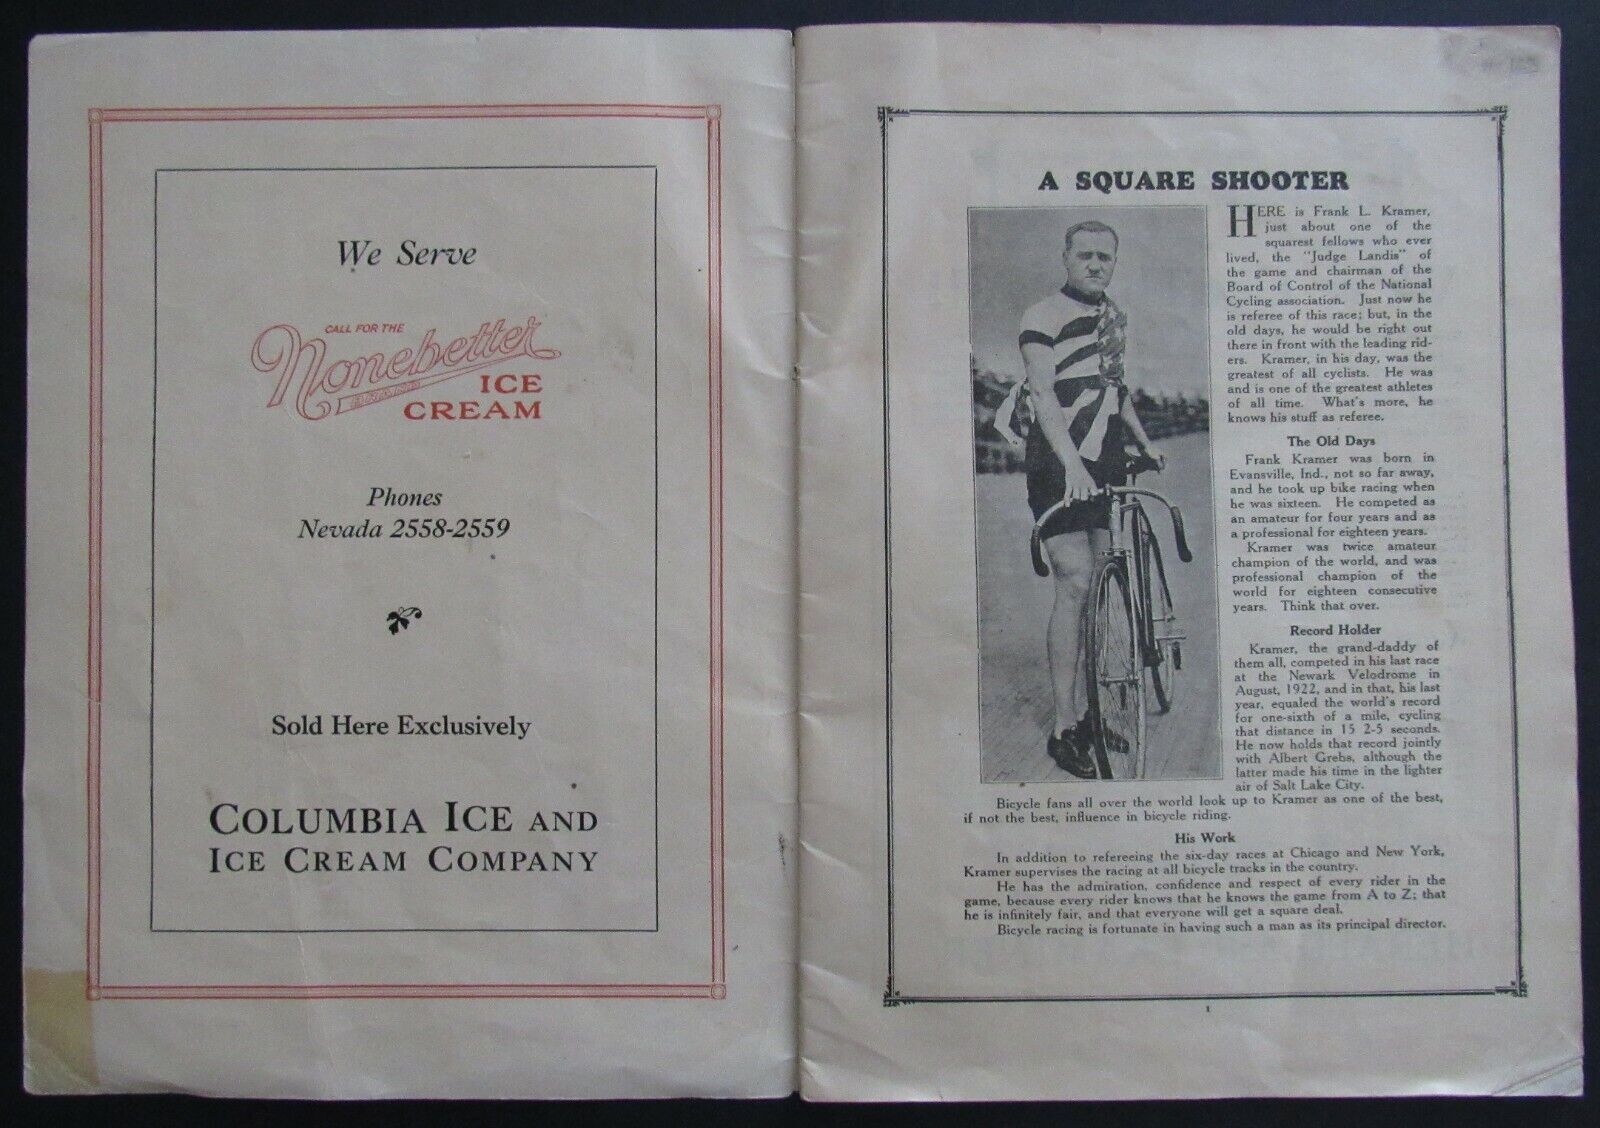 We Serve
CALL FOR THE
Nonebetter
ICE
CREAM
Phones
Nevada 2558-2559
Sold Here Exclusively
COLUMBIA ICE AND
ICE CREAM COMPANY
A SQUARE SHOOTER
HERE is Frank L. Kramer,
just about one of the
squarest fellows who ever
lived, the "Judge Landis" of
the game and chairman of the
Board of Control of the National
Cycling association. Just now he
is referee of this race; but, in the
old days, he would be right out
there in front with the leading rid-
ers. Kramer, in his day, was the
greatest of all cyclists. He was
and is one of the greatest athletes
of all time. What's more, he
knows his stuff as referee.
The Old Days
Frank Kramer was born in
Evansville, Ind., not so far away,
and he took up bike racing when
he was sixteen. He competed as
an amateur for four years and as
a professional for eighteen years.
Kramer was twice amateur
champion of the world, and was
professional champion of the
world for eighteen consecutive
years. Think that over.
Record Holder
Kramer, the grand-daddy of
them all, competed in his last race
at the Newark Velodrome in
August, 1922, and in that, his last
year, equaled the world's record
for one-sixth of a mile, cycling
that distance in 15 2-5 seconds.
He now holds that record jointly
with Albert Grebs, although the
latter made his time in the lighter
air of Salt Lake City.
Bicycle fans all over the world look up to Kramer as one of the best,
if not the best, influence in bicycle riding.
His Work
In addition to refereeing the six-day races at Chicago and New York,
Kramer supervises the racing at all bicycle tracks in the country.
He has the admiration, confidence and respect of every rider in the
game, because every rider knows that he knows the game from A to Z; that
he is infinitely fair, and that everyone will get a square deal.
Bicycle racing is fortunate in having such a man as its principal director.
1